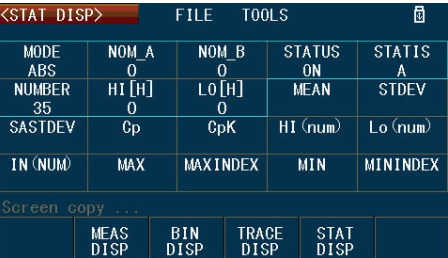 <STAT DISP> FILE TOOLS
MODE NOM_A NOM_B STATUS STATIS
ABS 0 0 ON A
NUMBER HI[H] LO[H] MEAN STDEV
35 0 0
SASTDEV Cp CpK HI(num) Lo(num)
IN(NUM) MAX MAXINDEX MIN MININDEX
Screen copy ...
MEAS BIN TRACE STAT
DISP DISP DISP DISP